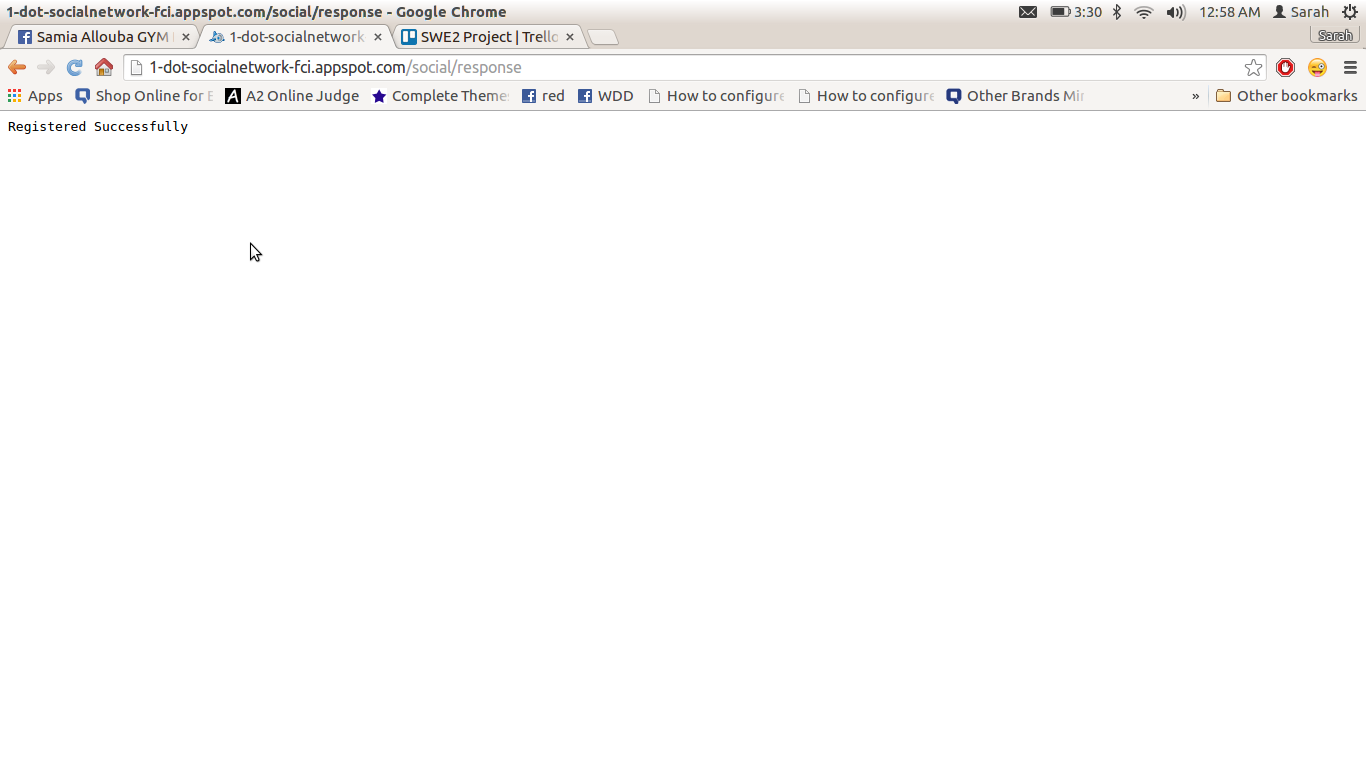 1-dot-socialnetwork-fci.appspot.com/social/response - Google Chrome
3:30
12:58 AM
Sarah
Samia Allouba GYM
1-dot-socialnetwork
SWE2 Project | Trello
Sarah
1-dot-socialnetwork-fci.appspot.com/social/response
Apps
Shop Online for
A2 Online Judge
Complete Themes
red
WDD
How to configure
How to configure
Other Brands
»
Other bookmarks
Registered Successfully